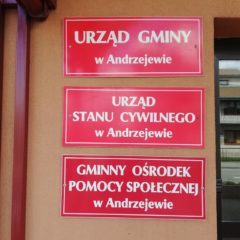 URZĄD GMINY
w Andrzejewie
URZĄD
STANU CYWILNEGO
w Andrzejewie
GMINNY OŚRODEK
POMOCY SPOŁECZNEJ
w Andrzejewie